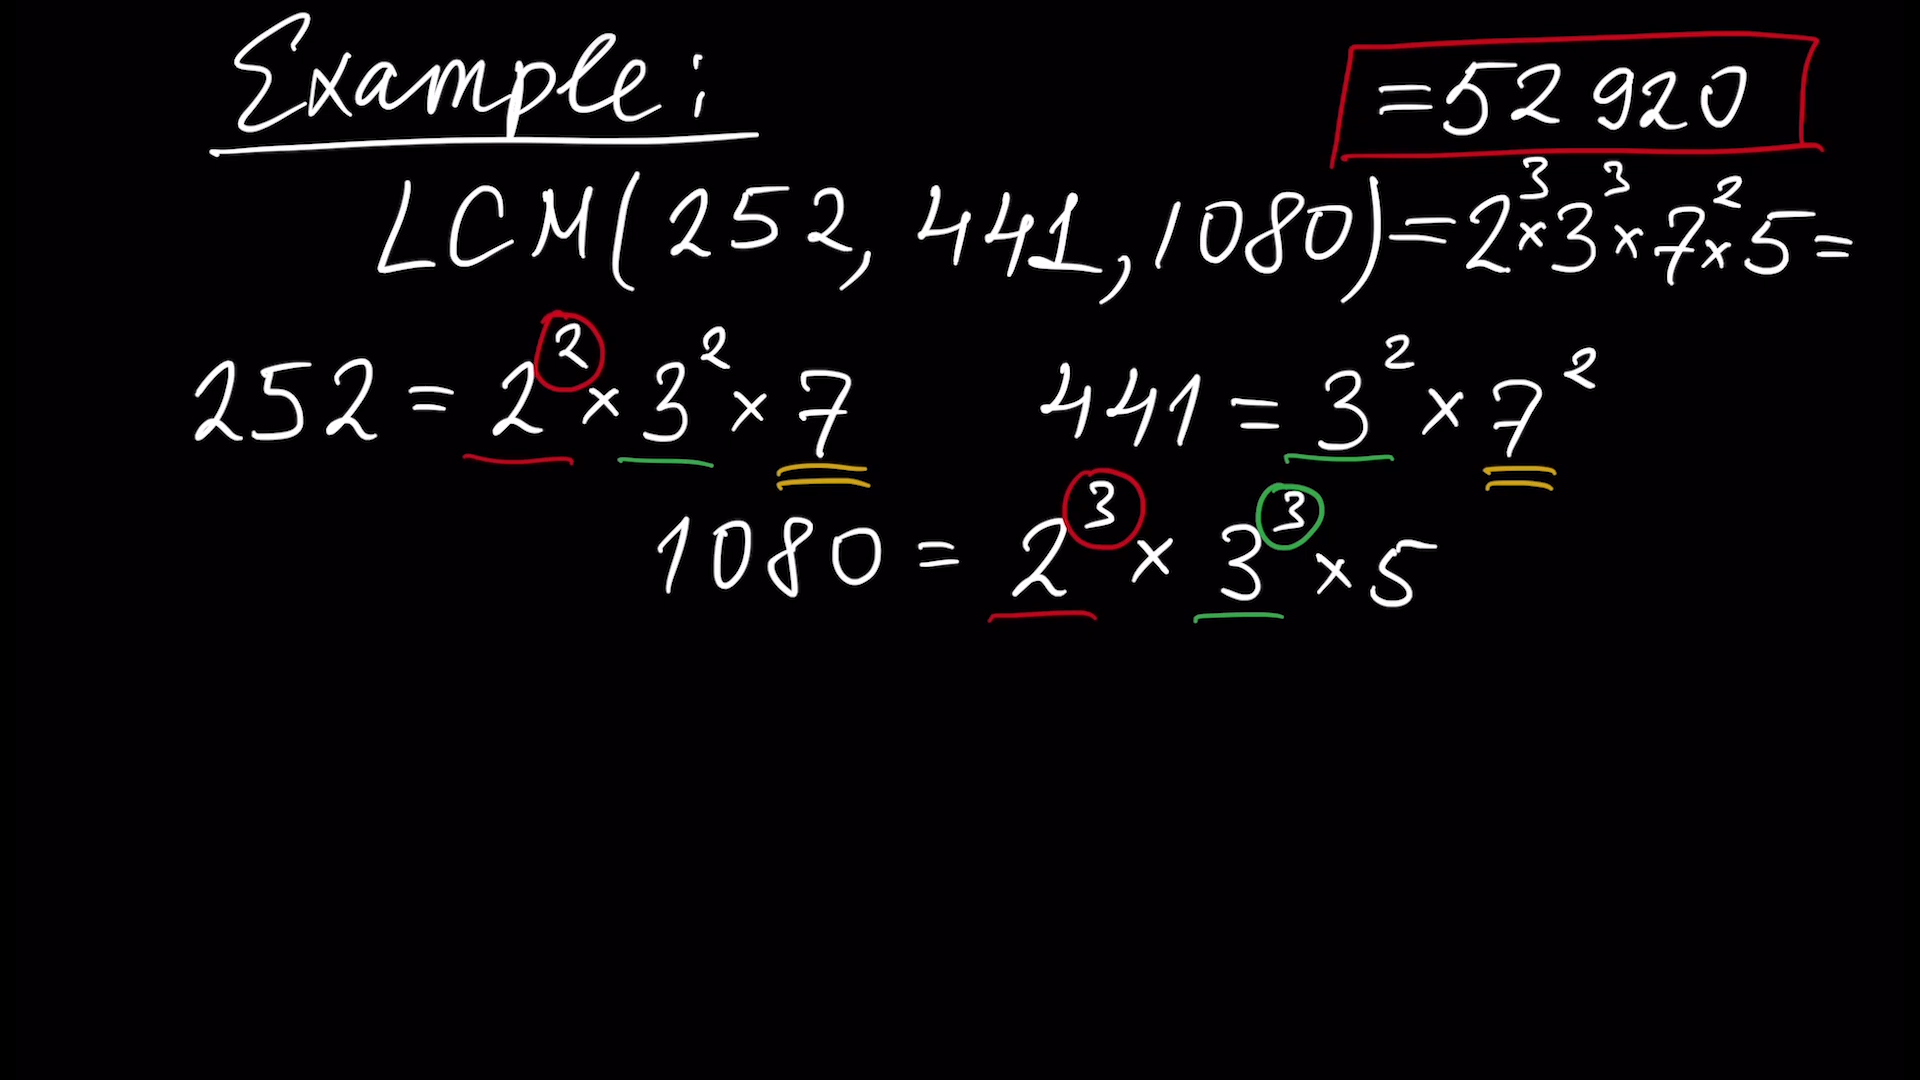 Example:
= 52 920
LCM(252, 441, 1080) = 2³ × 3³ × 7² × 5 =
252 = 2² × 3² × 7
441 = 3² × 7²
1080 = 2³ × 3³ × 5